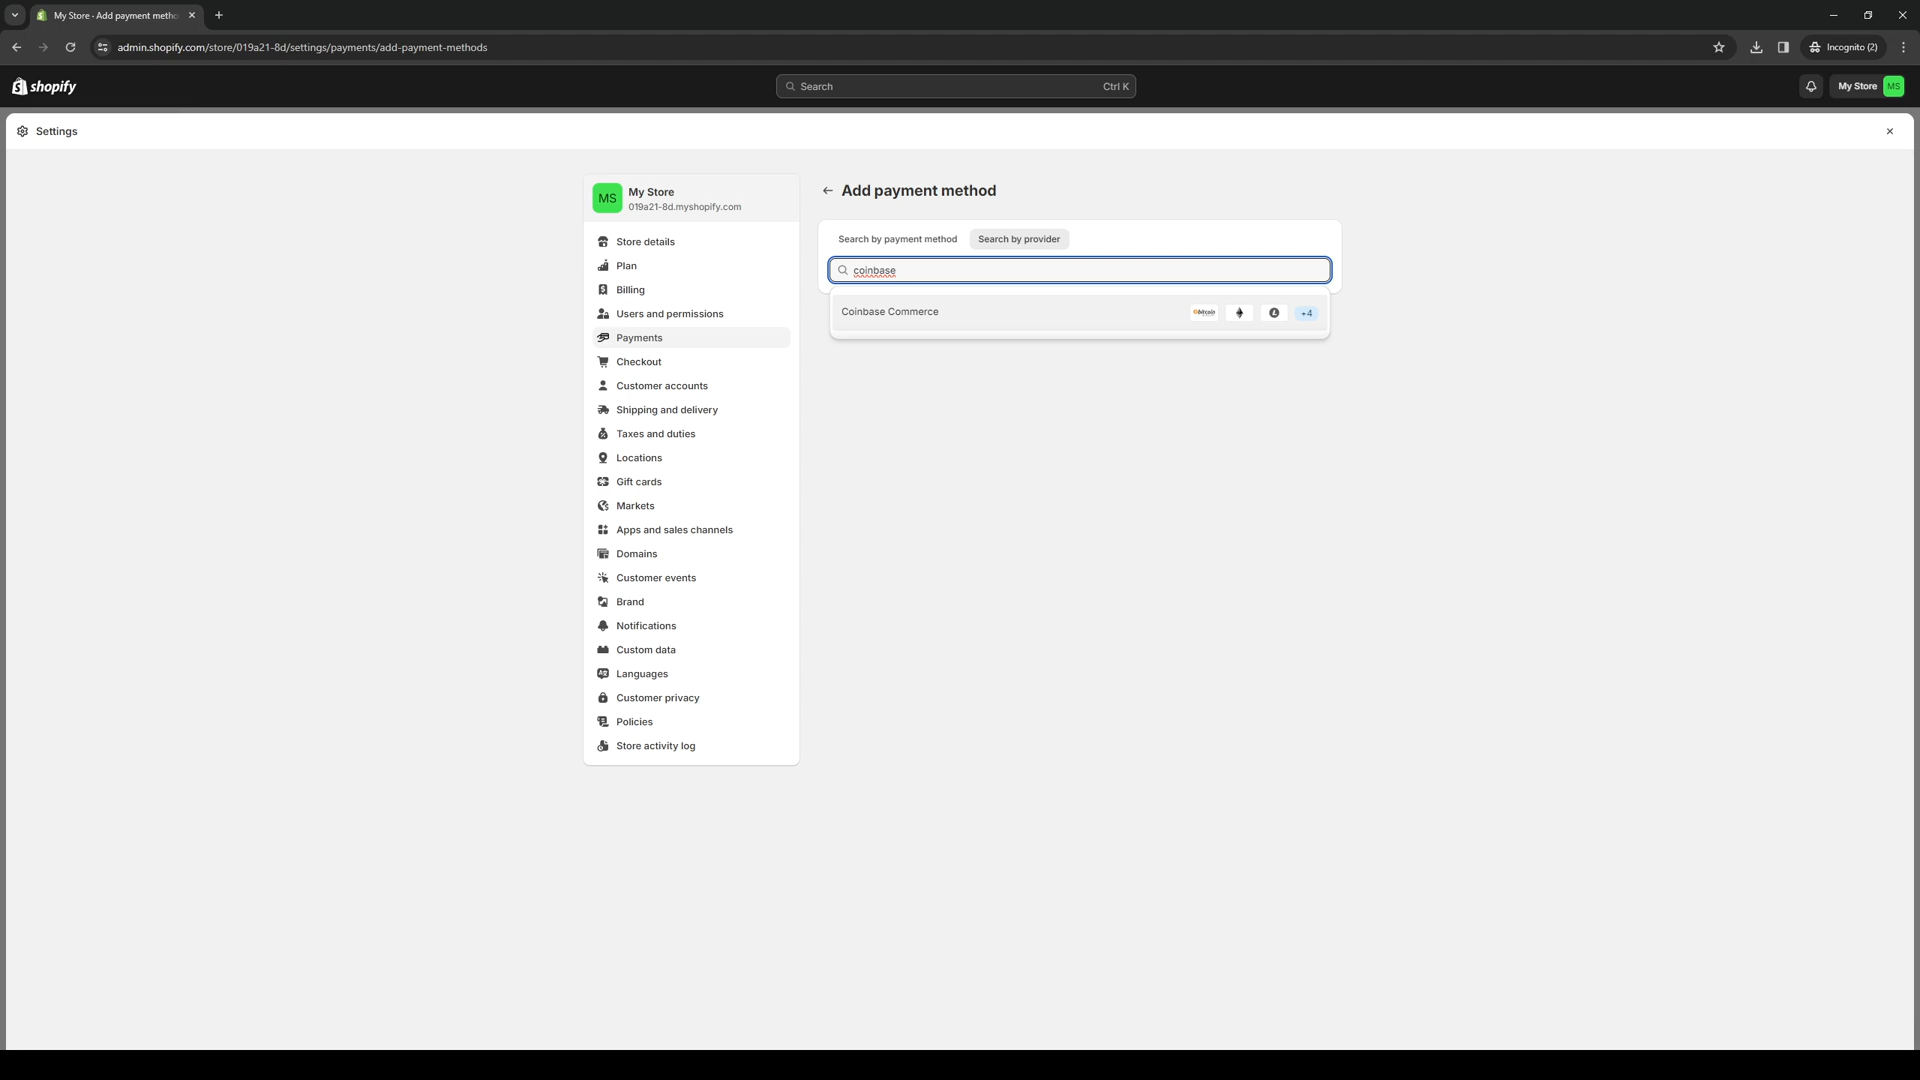 My Store - Add payment metho
admin.shopify.com/store/019a21-8d/settings/payments/add-payment-methods
Incognito (2)
shopify
Search
Ctrl K
My Store
MS
Settings
MS
My Store
019a21-8d.myshopify.com
Store details
Plan
Billing
Users and permissions
Payments
Checkout
Customer accounts
Shipping and delivery
Taxes and duties
Locations
Gift cards
Markets
Apps and sales channels
Domains
Customer events
Brand
Notifications
Custom data
Languages
Customer privacy
Policies
Store activity log
Add payment method
Search by payment method
Search by provider
coinbase
Coinbase Commerce
bitcoin
+4